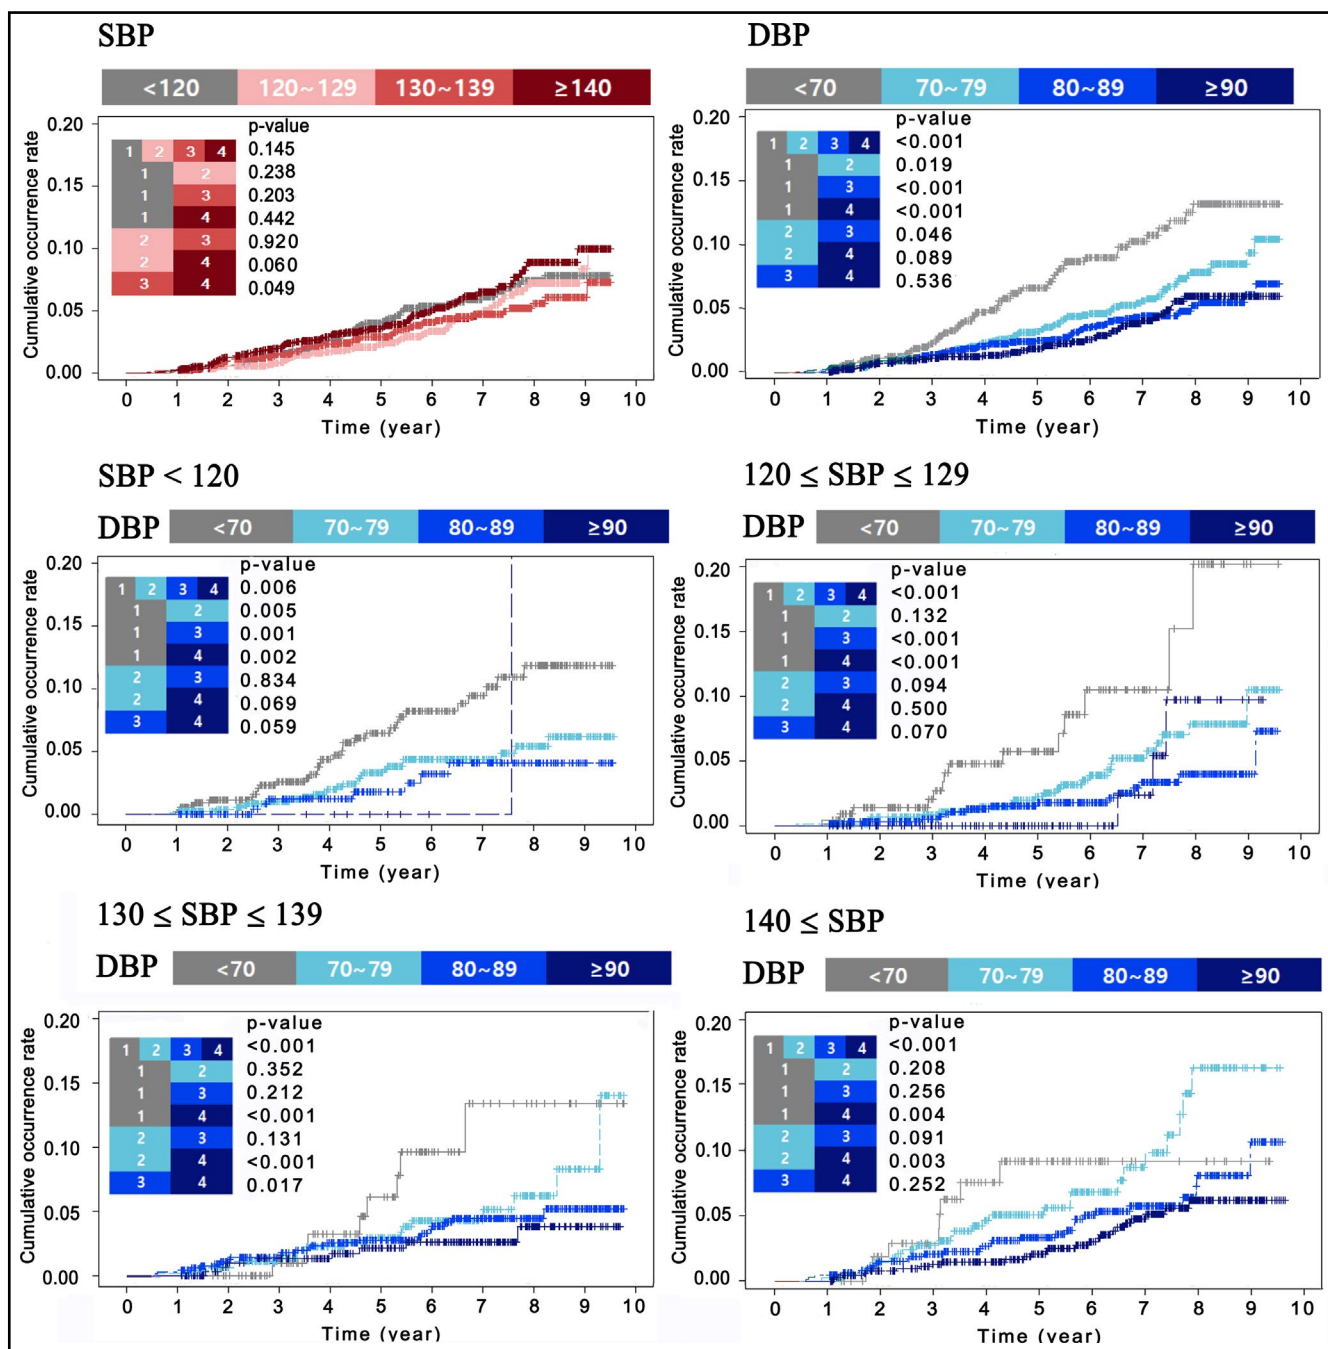 SBP
<120 120~129 130~139 ≥140
p-value
1 2 3 4 0.145
1 2 0.238
1 3 0.203
1 4 0.442
2 3 0.920
2 4 0.060
3 4 0.049
Cumulative occurrence rate
0.20
0.15
0.10
0.05
0.00
0 1 2 3 4 5 6 7 8 9 10
Time (year)
DBP
<70 70~79 80~89 ≥90
p-value
1 2 3 4 <0.001
1 2 0.019
1 3 <0.001
1 4 <0.001
2 3 0.046
2 4 0.089
3 4 0.536
Cumulative occurrence rate
0.20
0.15
0.10
0.05
0.00
0 1 2 3 4 5 6 7 8 9 10
Time (year)
SBP < 120
DBP <70 70~79 80~89 ≥90
p-value
1 2 3 4 0.006
1 2 0.005
1 3 0.001
1 4 0.002
2 3 0.834
2 4 0.069
3 4 0.059
Cumulative occurrence rate
0.20
0.15
0.10
0.05
0.00
0 1 2 3 4 5 6 7 8 9 10
Time (year)
120 ≤ SBP ≤ 129
DBP <70 70~79 80~89 ≥90
p-value
1 2 3 4 <0.001
1 2 0.132
1 3 <0.001
1 4 <0.001
2 3 0.094
2 4 0.500
3 4 0.070
Cumulative occurrence rate
0.20
0.15
0.10
0.05
0.00
0 1 2 3 4 5 6 7 8 9 10
Time (year)
130 ≤ SBP ≤ 139
DBP <70 70~79 80~89 ≥90
p-value
1 2 3 4 <0.001
1 2 0.352
1 3 0.212
1 4 <0.001
2 3 0.131
2 4 <0.001
3 4 0.017
Cumulative occurrence rate
0.20
0.15
0.10
0.05
0.00
0 1 2 3 4 5 6 7 8 9 10
Time (year)
140 ≤ SBP
DBP <70 70~79 80~89 ≥90
p-value
1 2 3 4 <0.001
1 2 0.208
1 3 0.256
1 4 0.004
2 3 0.091
2 4 0.003
3 4 0.252
Cumulative occurrence rate
0.20
0.15
0.10
0.05
0.00
0 1 2 3 4 5 6 7 8 9 10
Time (year)